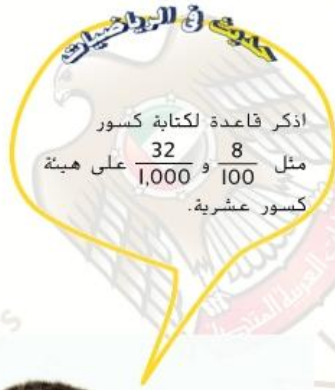 حديث في الرياضيات
اذكر قاعدة لكتابة كسور
مثل 8/100 و 32/1,000 على هيئة
كسور عشرية.